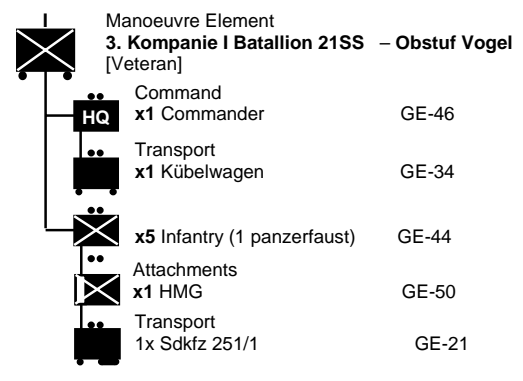 Manoeuvre Element
3. Kompanie I Batallion 21SS – Obstuf Vogel
[Veteran]
Command
HQ x1 Commander GE-46
Transport
x1 Kübelwagen GE-34
x5 Infantry (1 panzerfaust) GE-44
Attachments
x1 HMG GE-50
Transport
1x Sdkfz 251/1 GE-21